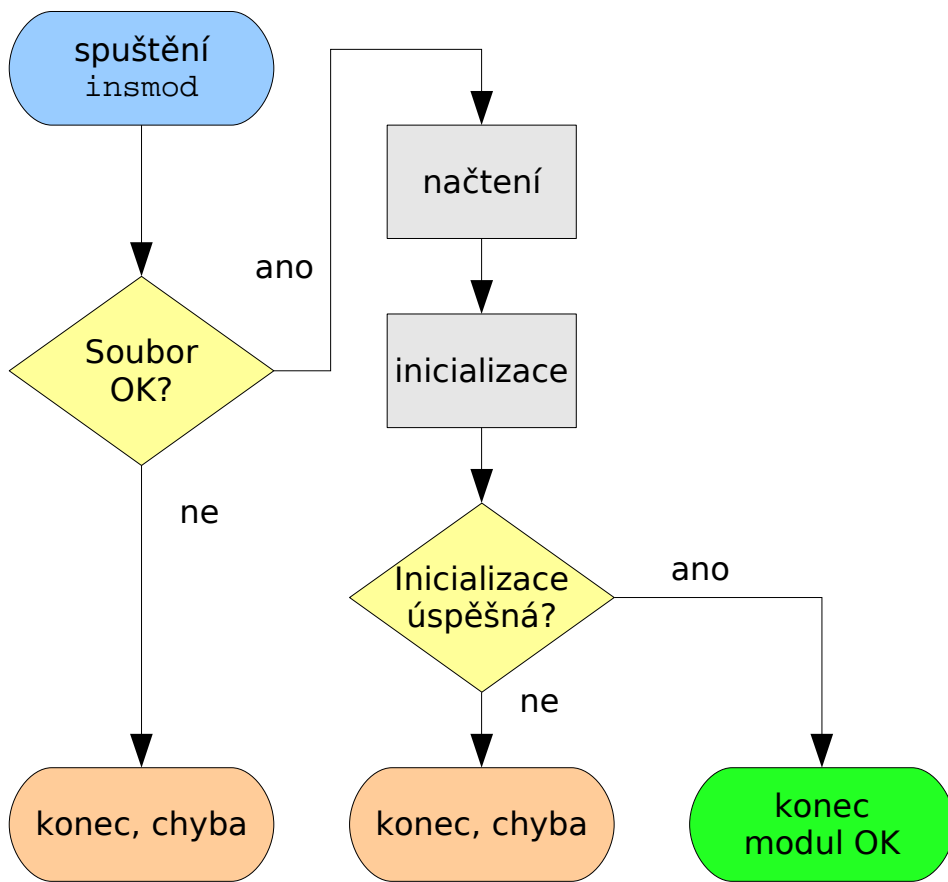 spuštění
insmod
ano
Soubor
OK?
ne
konec, chyba
načtení
inicializace
Inicializace
úspěšná?
ne
konec, chyba
ano
konec
modul OK